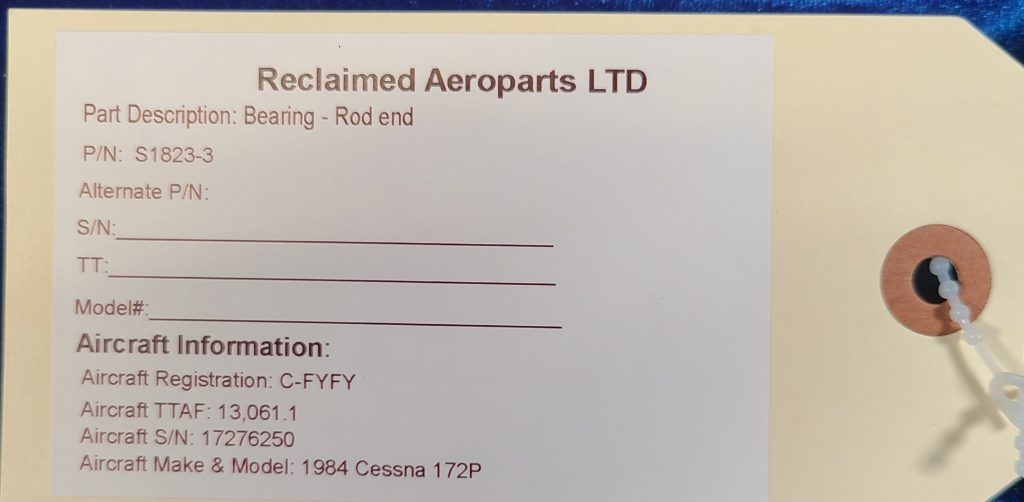 Reclaimed Aeroparts LTD
Part Description: Bearing - Rod end
P/N: S1823-3
Alternate P/N:
S/N:
TT:
Model#:
Aircraft Information:
Aircraft Registration: C-FYFY
Aircraft TTAF: 13,061.1
Aircraft S/N: 17276250
Aircraft Make & Model: 1984 Cessna 172P